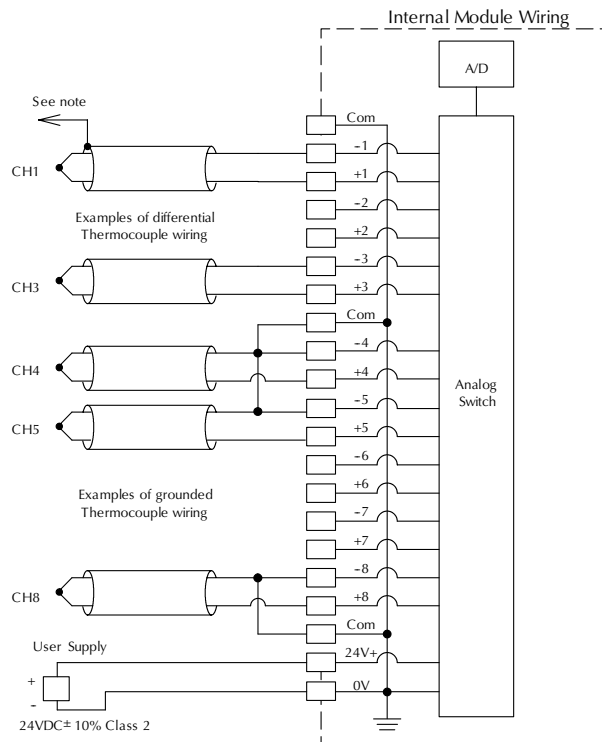 Internal Module Wiring
A/D
See note
Com
-1
CH1
+1
-2
Examples of differential
Thermocouple wiring
+2
-3
CH3
+3
Com
-4
CH4
+4
Analog
Switch
-5
CH5
+5
-6
Examples of grounded
Thermocouple wiring
+6
-7
+7
-8
CH8
+8
Com
User Supply
24V+
+
0V
-
24VDC± 10% Class 2